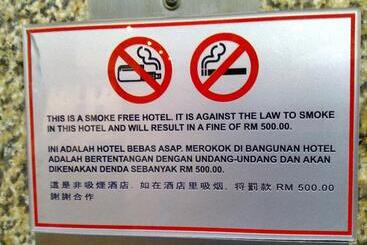 THIS IS A SMOKE FREE HOTEL. IT IS AGAINST THE LAW TO SMOKE
IN THIS HOTEL AND WILL RESULT IN A FINE OF RM 500.00.
INI ADALAH HOTEL BEBAS ASAP. MEROKOK DI BANGUNAN HOTEL
ADALAH BERTENTANGAN DENGAN UNDANG-UNDANG DAN AKAN
DIKENAKAN DENDA SEBANYAK RM 500.00.
這是非吸煙酒店. 如在酒店里吸烟, 将罰款 RM 500.00
謝謝合作